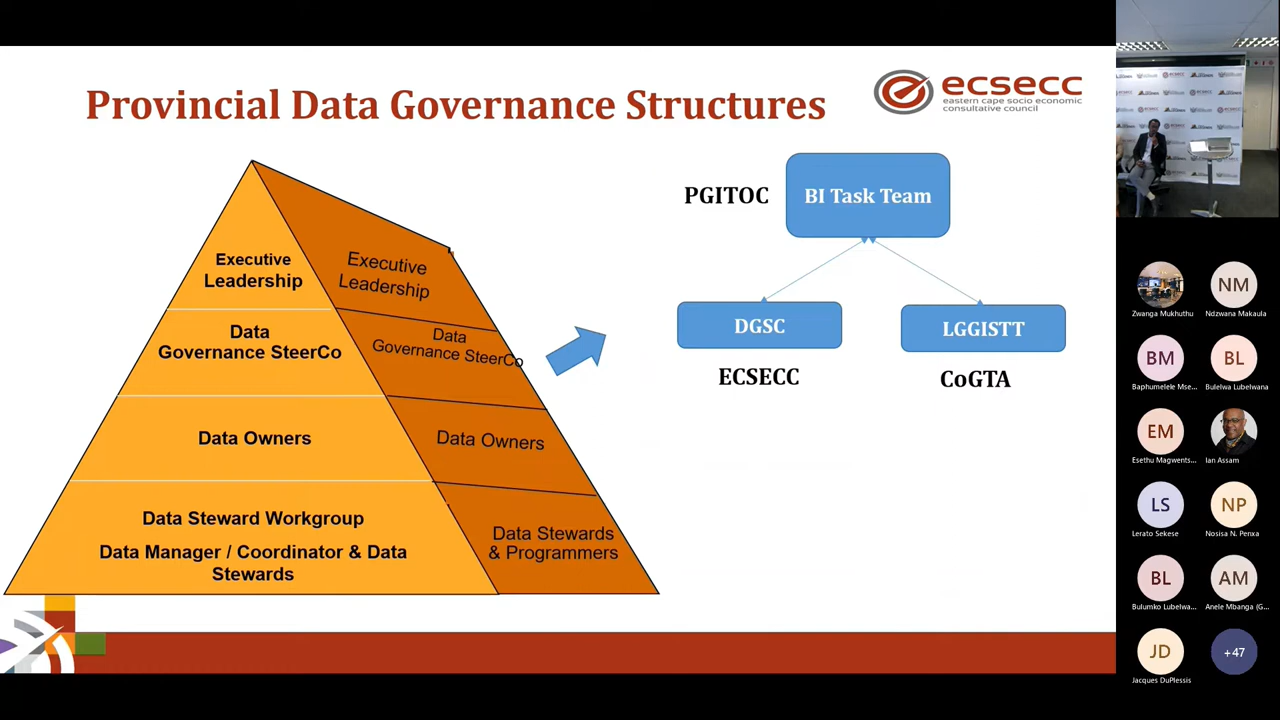 Provincial Data Governance Structures
ecsecc
eastern cape socio economic
consultative council
Executive
Leadership
Data
Governance SteerCo
Data Owners
Data Steward Workgroup
Data Manager / Coordinator & Data
Stewards
Executive
Leadership
Data
Governance SteerCo
Data Owners
Data Stewards
& Programmers
PGITOC
BI Task Team
DGSC
LGGISTT
ECSECC
CoGTA
Zwanga Mukhuthu
NM
Ndzwana Makaula
BM
Baphumelele Mse...
BL
Bulelwa Lubelwana
EM
Esethu Magwents...
Ian Assam
LS
Lerato Sekese
NP
Nosisa N. Penxa
BL
Bulumko Lubelwa...
AM
Anele Mbanga (G...
JD
Jacques DuPlessis
+47